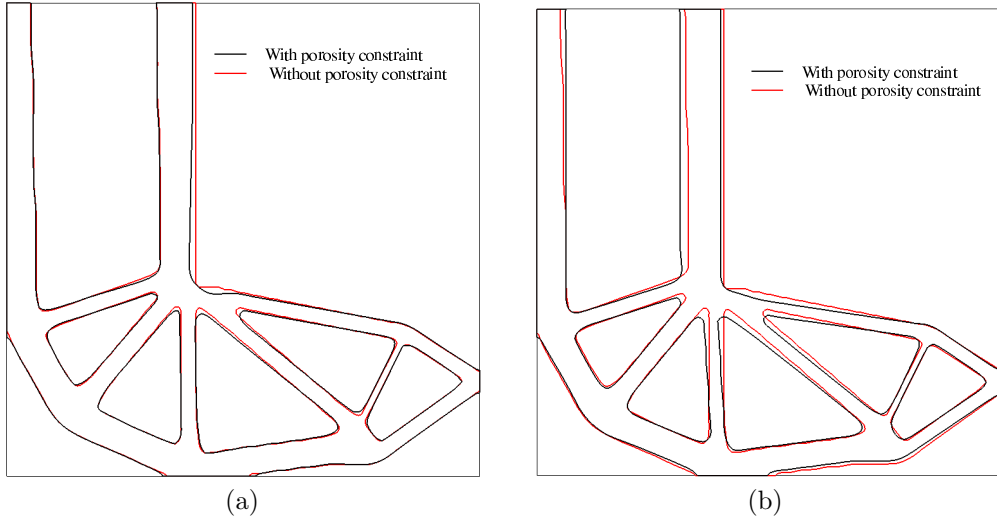 With porosity constraint
Without porosity constraint
With porosity constraint
Without porosity constraint
(a)
(b)